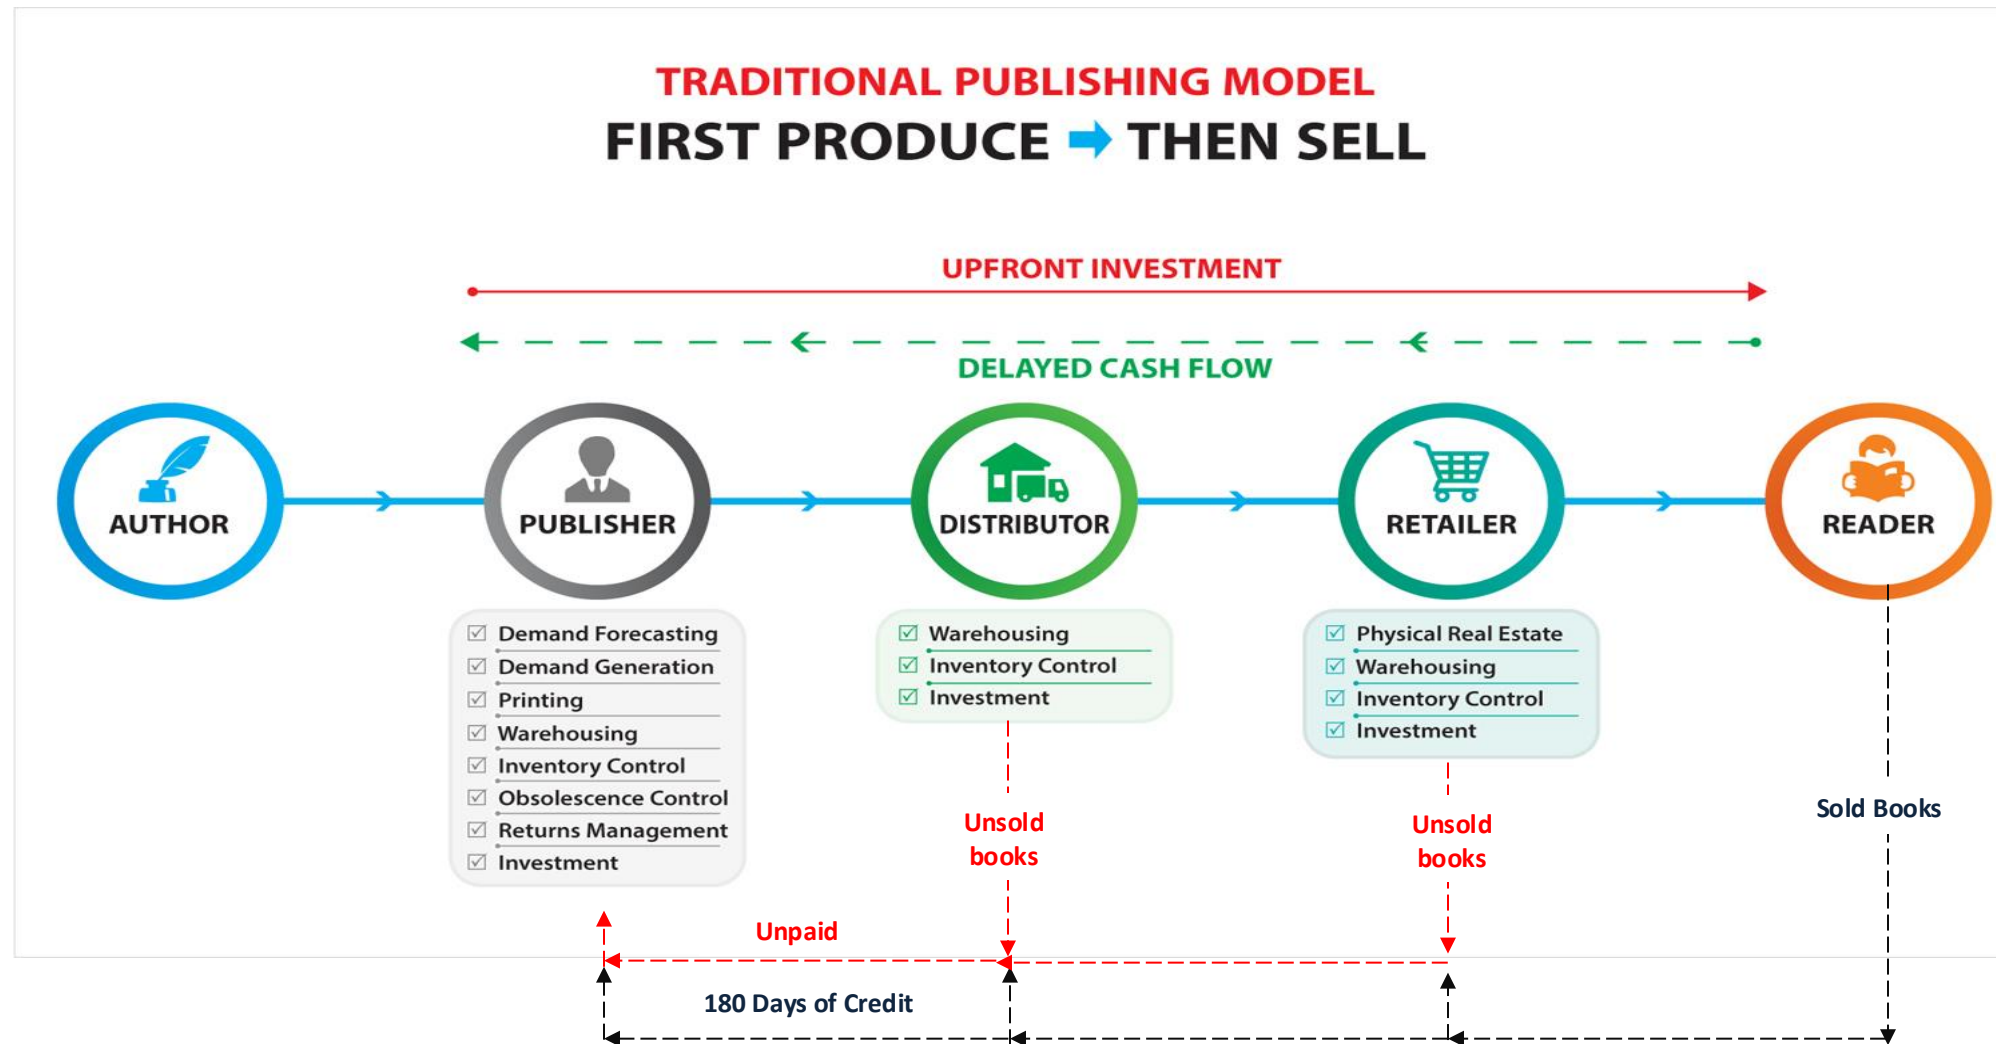 TRADITIONAL PUBLISHING MODEL
FIRST PRODUCE THEN SELL
UPFRONT INVESTMENT
DELAYED CASH FLOW
AUTHOR
PUBLISHER
DISTRIBUTOR
RETAILER
READER
Demand Forecasting
Demand Generation
Printing
Warehousing
Inventory Control
Obsolescence Control
Returns Management
Investment
Warehousing
Inventory Control
Investment
Physical Real Estate
Warehousing
Inventory Control
Investment
Unsold
books
Unsold
books
Sold Books
Unpaid
180 Days of Credit